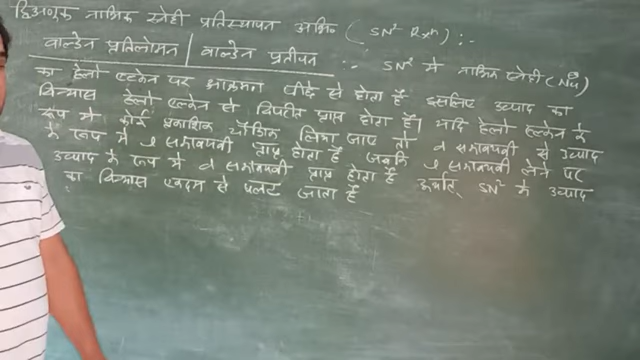 द्विअणुक नाभिक स्नेही प्रतिस्थापन अभि० ( SN² Rxn ) :-
वाल्डेन प्रतिलोमन | वाल्डेन प्रतीपन :- SN² में नाभिक स्नेही (Nu)
का हेलो एल्केन पर आक्रमण पीछे से होता है इसलिए उत्पाद का
विन्यास हेलो एल्केन से विपरीत प्राप्त होता है। यदि हेलो एल्केन के
रूप में कोई प्रकाशिक यौगिक लिया जाए तो d समावयवी से उत्पाद
के रूप में l समावयवी प्राप्त होता है जबकि l समावयवी लेने पर
उत्पाद के रूप में d समावयवी प्राप्त होता है अर्थात् SN² में उत्पाद
का विन्यास एकदम से पलट जाता है